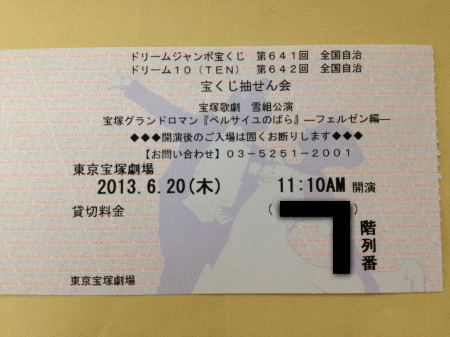 ドリームジャンボ宝くじ 第641回 全国自治
ドリーム10(TEN) 第642回 全国自治
宝くじ抽せん会
宝塚歌劇 雪組公演
宝塚グランドロマン『ベルサイユのばら』―フェルゼン編―
◆◆◆開演後のご入場は固くお断りします◆◆◆
【お問い合わせ】03-5251-2001
東京宝塚劇場
2013.6.20(木) 11:10AM 開演
貸切料金 ( )
階列番
東京宝塚劇場